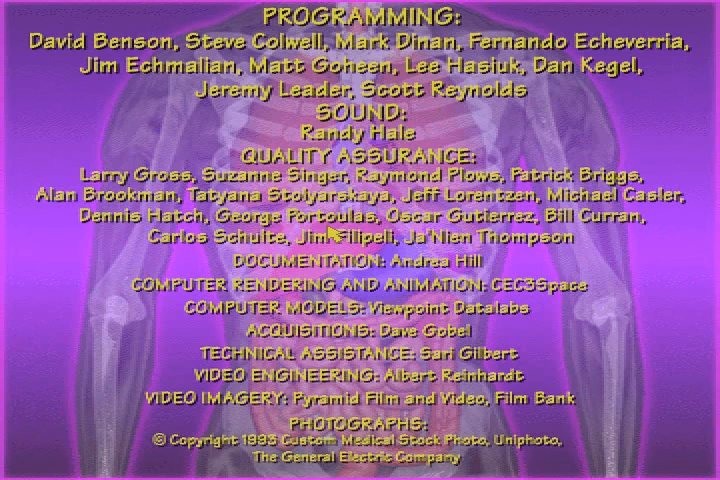 PROGRAMMING:
David Benson, Steve Colwell, Mark Dinan, Fernando Echeverria,
Jim Echmalian, Matt Goheen, Lee Hasiuk, Dan Kegel,
Jeremy Leader, Scott Reynolds
SOUND:
Randy Hale
QUALITY ASSURANCE:
Larry Gross, Suzanne Singer, Raymond Plows, Patrick Briggs,
Alan Brookman, Tatyana Stolyarskaya, Jeff Lorentzen, Michael Casler,
Dennis Hatch, George Portoulas, Oscar Gutierrez, Bill Curran,
Carlos Schulte, Jim Filipeli, Ja'Nien Thompson
DOCUMENTATION: Andrea Hill
COMPUTER RENDERING AND ANIMATION: CEC3Space
COMPUTER MODELS: Viewpoint Datalabs
ACQUISITIONS: Dave Gobel
TECHNICAL ASSISTANCE: Sari Gilbert
VIDEO ENGINEERING: Albert Reinhardt
VIDEO IMAGERY: Pyramid Film and Video, Film Bank
PHOTOGRAPHS:
© Copyright 1993 Custom Medical Stock Photo, Uniphoto,
The General Electric Company